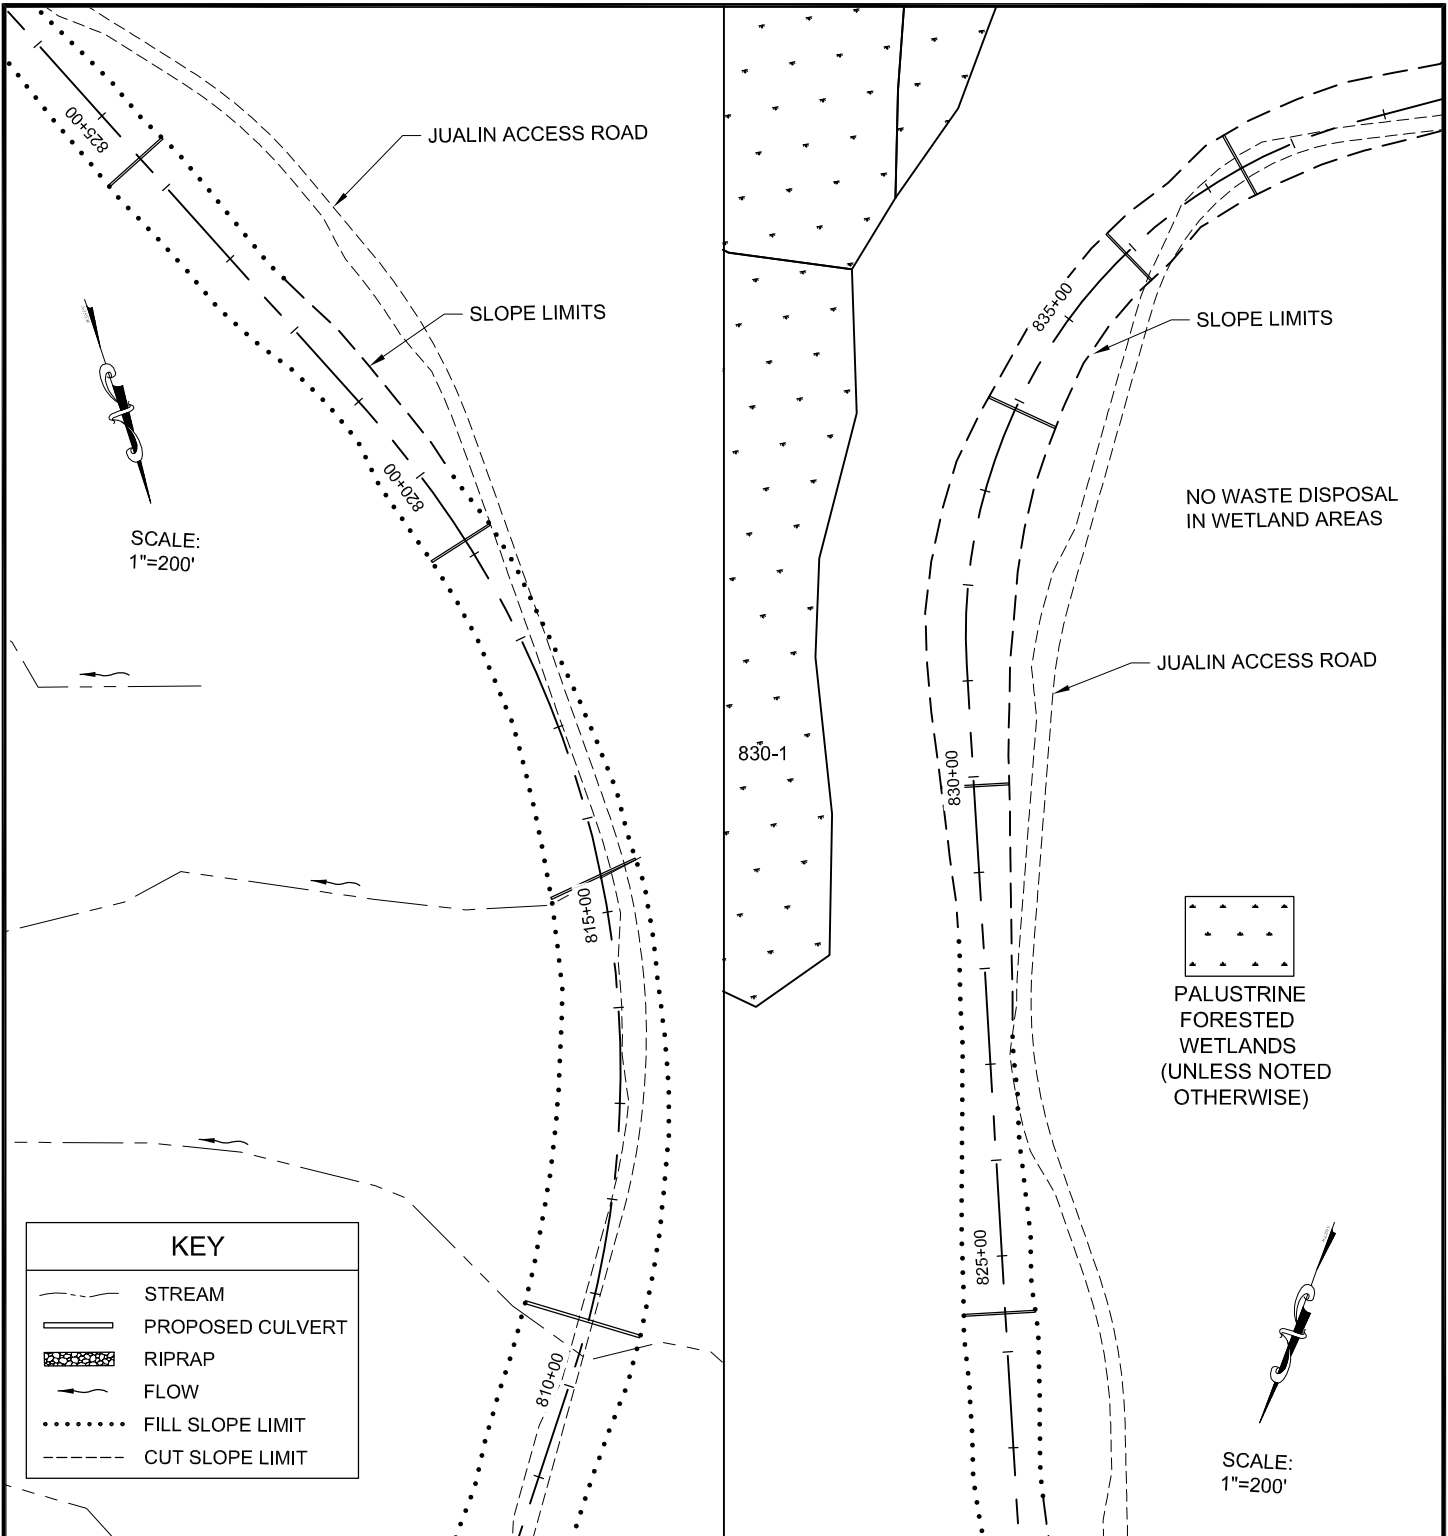 825+00
JUALIN ACCESS ROAD
SLOPE LIMITS
820+00
SCALE:
1"=200'
815+00
810+00
KEY
STREAM
PROPOSED CULVERT
RIPRAP
FLOW
FILL SLOPE LIMIT
CUT SLOPE LIMIT
835+00
SLOPE LIMITS
NO WASTE DISPOSAL
IN WETLAND AREAS
JUALIN ACCESS ROAD
830-1
830+00
PALUSTRINE
FORESTED
WETLANDS
(UNLESS NOTED
OTHERWISE)
825+00
SCALE:
1"=200'